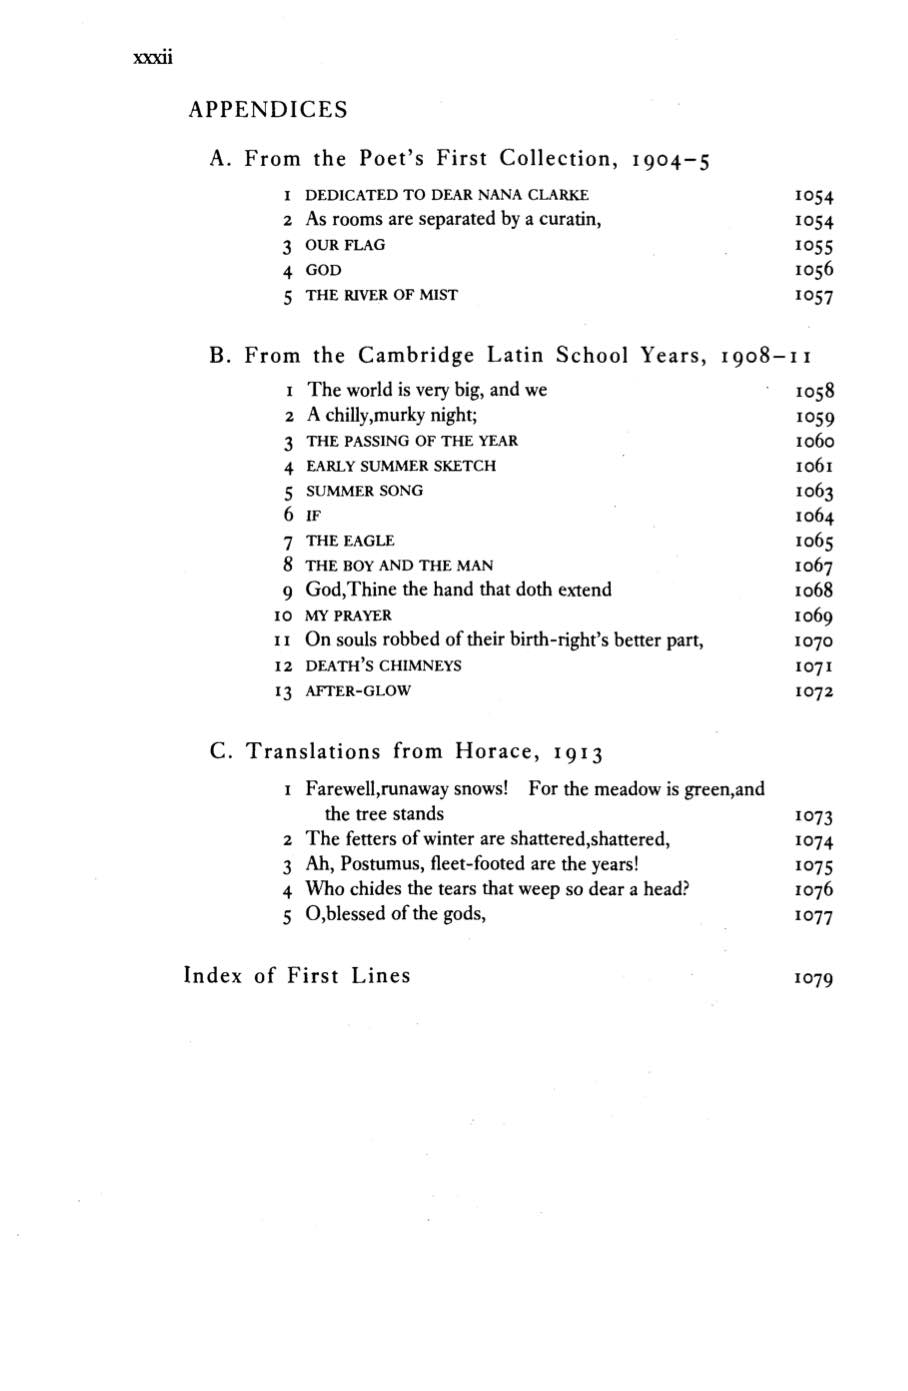 xxxii
APPENDICES
A. From the Poet's First Collection, 1904–5
1 DEDICATED TO DEAR NANA CLARKE 1054
2 As rooms are separated by a curatin, 1054
3 OUR FLAG 1055
4 GOD 1056
5 THE RIVER OF MIST 1057
B. From the Cambridge Latin School Years, 1908–11
1 The world is very big, and we 1058
2 A chilly,murky night; 1059
3 THE PASSING OF THE YEAR 1060
4 EARLY SUMMER SKETCH 1061
5 SUMMER SONG 1063
6 IF 1064
7 THE EAGLE 1065
8 THE BOY AND THE MAN 1067
9 God,Thine the hand that doth extend 1068
10 MY PRAYER 1069
11 On souls robbed of their birth-right's better part, 1070
12 DEATH'S CHIMNEYS 1071
13 AFTER-GLOW 1072
C. Translations from Horace, 1913
1 Farewell,runaway snows! For the meadow is green,and
the tree stands 1073
2 The fetters of winter are shattered,shattered, 1074
3 Ah, Postumus, fleet-footed are the years! 1075
4 Who chides the tears that weep so dear a head? 1076
5 O,blessed of the gods, 1077
Index of First Lines 1079